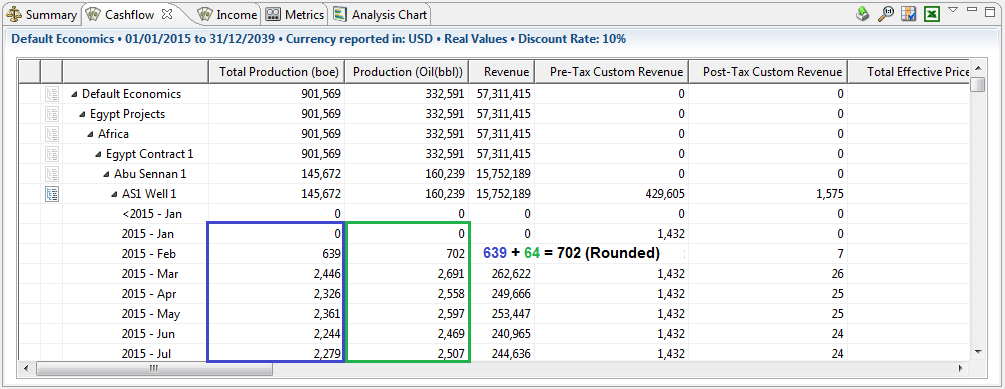 Summary Cashflow Income Metrics Analysis Chart
Default Economics • 01/01/2015 to 31/12/2039 • Currency reported in: USD • Real Values • Discount Rate: 10%
Total Production (boe) Production (Oil(bbl)) Revenue Pre-Tax Custom Revenue Post-Tax Custom Revenue Total Effective Price
Default Economics 901,569 332,591 57,311,415 0 0
Egypt Projects 901,569 332,591 57,311,415 0 0
Africa 901,569 332,591 57,311,415 0 0
Egypt Contract 1 901,569 332,591 57,311,415 0 0
Abu Sennan 1 145,672 160,239 15,752,189 0 0
AS1 Well 1 145,672 160,239 15,752,189 429,605 1,575
<2015 - Jan 0 0 0 0 0
2015 - Jan 0 0 0 1,432 0
2015 - Feb 639 702 639 + 64 = 702 (Rounded) 7
2015 - Mar 2,446 2,691 262,622 1,432 26
2015 - Apr 2,326 2,558 249,666 1,432 25
2015 - May 2,361 2,597 253,447 1,432 25
2015 - Jun 2,244 2,469 240,965 1,432 24
2015 - Jul 2,279 2,507 244,636 1,432 24